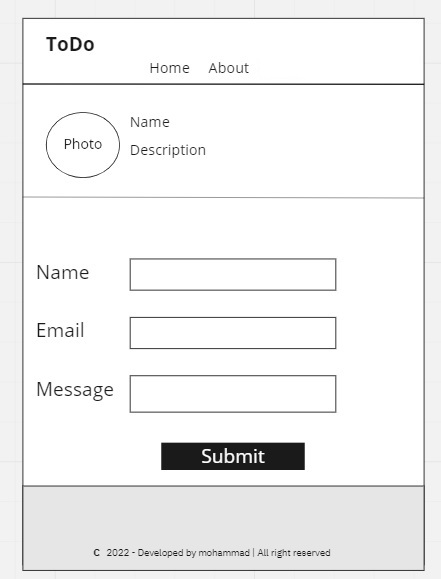 ToDo
Home About
Photo
Name
Description
Name
Email
Message
Submit
C 2022 - Developed by mohammad | All right reserved